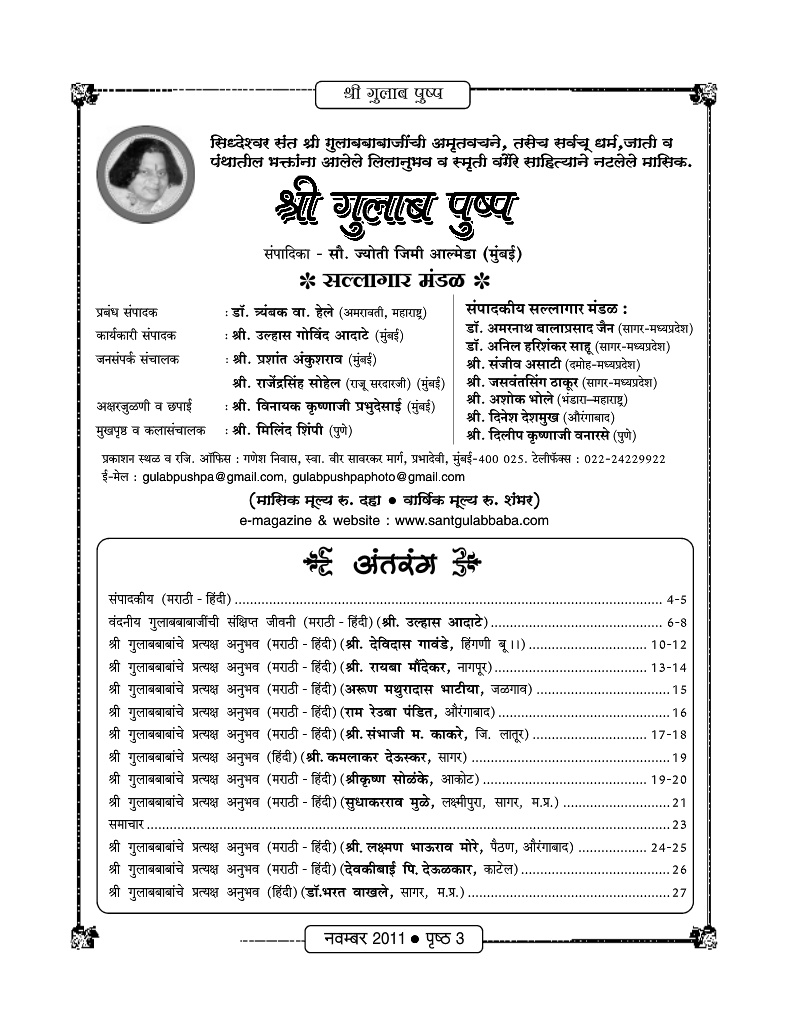 श्री गुलाब पुष्प
सिध्देश्वर संत श्री गुलाबबाबाजींची अमृतवचने, तसेच सर्वच् धर्म,जाती व
पंथातील भक्तांना आलेले लिलानुभव व स्मृती वगैरे साहित्याने नटलेले मासिक.
श्री गुलाब पुष्प
संपादिका - सौ. ज्योती जिमी आल्मेडा (मुंबई)
❇ सल्लागार मंडळ ❇
प्रबंध संपादक : डॉ. त्र्यंबक वा. हेले (अमरावती, महाराष्ट्र)
कार्यकारी संपादक : श्री. उल्हास गोविंद आदाटे (मुंबई)
जनसंपर्क संचालक : श्री. प्रशांत अंकुशराव (मुंबई)
श्री. राजेंद्रसिंह सोहेल (राजू सरदारजी) (मुंबई)
अक्षरजुळणी व छपाई : श्री. विनायक कृष्णाजी प्रभुदेसाई (मुंबई)
मुखपृष्ठ व कलासंचालक : श्री. मिलिंद शिंपी (पुणे)
संपादकीय सल्लागार मंडळ :
डॉ. अमरनाथ बालाप्रसाद जैन (सागर-मध्यप्रदेश)
डॉ. अनिल हरिशंकर साहू (सागर-मध्यप्रदेश)
श्री. संजीव असाटी (दमोह-मध्यप्रदेश)
श्री. जसवंतसिंग ठाकूर (सागर-मध्यप्रदेश)
श्री. अशोक भोले (भंडारा-महाराष्ट्र)
श्री. दिनेश देशमुख (औरंगाबाद)
श्री. दिलीप कृष्णाजी वनारसे (पुणे)
प्रकाशन स्थळ व रजि. ऑफिस : गणेश निवास, स्वा. वीर सावरकर मार्ग, प्रभादेवी, मुंबई-400 025. टेलीफॅक्स : 022-24229922
ई-मेल : gulabpushpa@gmail.com, gulabpushpaphoto@gmail.com
(मासिक मूल्य रु. दहा ● वार्षिक मूल्य रु. शंभर)
e-magazine & website : www.santgulabbaba.com
अंतरंग
संपादकीय (मराठी - हिंदी) ........ 4-5
वंदनीय गुलाबबाबाजींची संक्षिप्त जीवनी (मराठी - हिंदी) (श्री. उल्हास आदाटे) ........ 6-8
श्री गुलाबबाबांचे प्रत्यक्ष अनुभव (मराठी - हिंदी) (श्री. देविदास गावंडे, हिंगणी बू।।) ........ 10-12
श्री गुलाबबाबांचे प्रत्यक्ष अनुभव (मराठी - हिंदी) (श्री. रायबा मौंदेकर, नागपूर) ........ 13-14
श्री गुलाबबाबांचे प्रत्यक्ष अनुभव (मराठी - हिंदी) (अरूण मथुरादास भाटीया, जळगाव) ........ 15
श्री गुलाबबाबांचे प्रत्यक्ष अनुभव (मराठी - हिंदी) (राम रेउबा पंडित, औरंगाबाद) ........ 16
श्री गुलाबबाबांचे प्रत्यक्ष अनुभव (मराठी - हिंदी) (श्री. संभाजी म. काकरे, जि. लातूर) ........ 17-18
श्री गुलाबबाबांचे प्रत्यक्ष अनुभव (हिंदी) (श्री. कमलाकर देऊस्कर, सागर) ........ 19
श्री गुलाबबाबांचे प्रत्यक्ष अनुभव (मराठी - हिंदी) (श्रीकृष्ण सोळंके, आकोट) ........ 19-20
श्री गुलाबबाबांचे प्रत्यक्ष अनुभव (मराठी - हिंदी) (सुधाकरराव मुळे, लक्ष्मीपुरा, सागर, म.प्र.) ........ 21
समाचार ........ 23
श्री गुलाबबाबांचे प्रत्यक्ष अनुभव (मराठी - हिंदी) (श्री. लक्ष्मण भाऊराव मोरे, पैठण, औरंगाबाद) ........ 24-25
श्री गुलाबबाबांचे प्रत्यक्ष अनुभव (मराठी - हिंदी) (देवकीबाई पि. देऊळकार, काटेल) ........ 26
श्री गुलाबबाबांचे प्रत्यक्ष अनुभव (हिंदी) (डॉ.भरत वाखले, सागर, म.प्र.) ........ 27
नवम्बर 2011 ● पृष्ठ 3